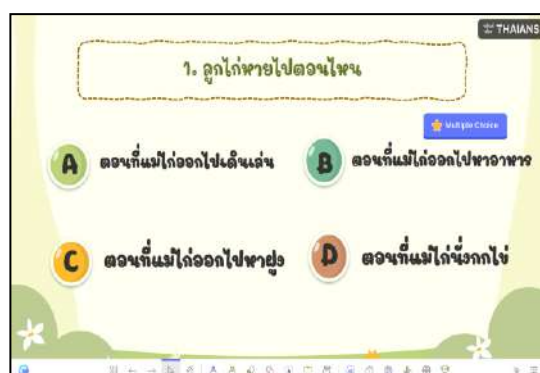 THAIANS
1. ลูกไก่หายไปตอนไหน
Multiple Choice
A ตอนที่แม่ไก่ออกไปเดินเล่น
B ตอนที่แม่ไก่ออกไปหาอาหาร
C ตอนที่แม่ไก่ออกไปหาฝูง
D ตอนที่แม่ไก่นั่งกกไข่